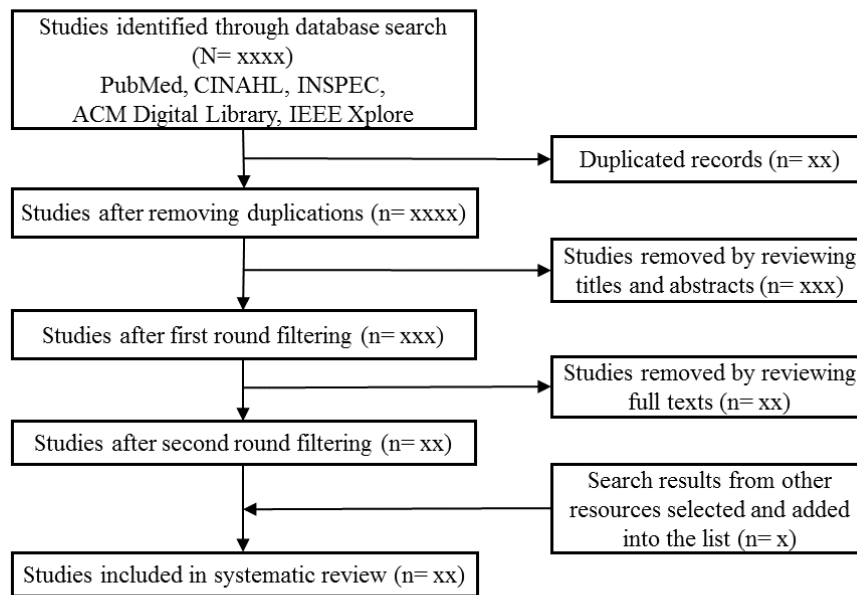 Studies identified through database search
(N= xxxx)
PubMed, CINAHL, INSPEC,
ACM Digital Library, IEEE Xplore
Duplicated records (n= xx)
Studies after removing duplications (n= xxxx)
Studies removed by reviewing
titles and abstracts (n= xxx)
Studies after first round filtering (n= xxx)
Studies removed by reviewing
full texts (n= xx)
Studies after second round filtering (n= xx)
Search results from other
resources selected and added
into the list (n= x)
Studies included in systematic review (n= xx)